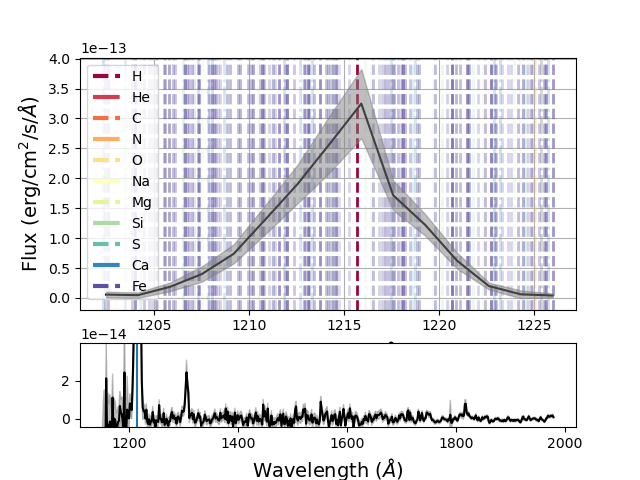 1e−13
Flux (erg/cm²/s/Å)
4.0
3.5
3.0
2.5
2.0
1.5
1.0
0.5
0.0
H
He
C
N
O
Na
Mg
Si
S
Ca
Fe
1205 1210 1215 1220 1225
1e−14
2
0
1200 1400 1600 1800 2000
Wavelength (Å)